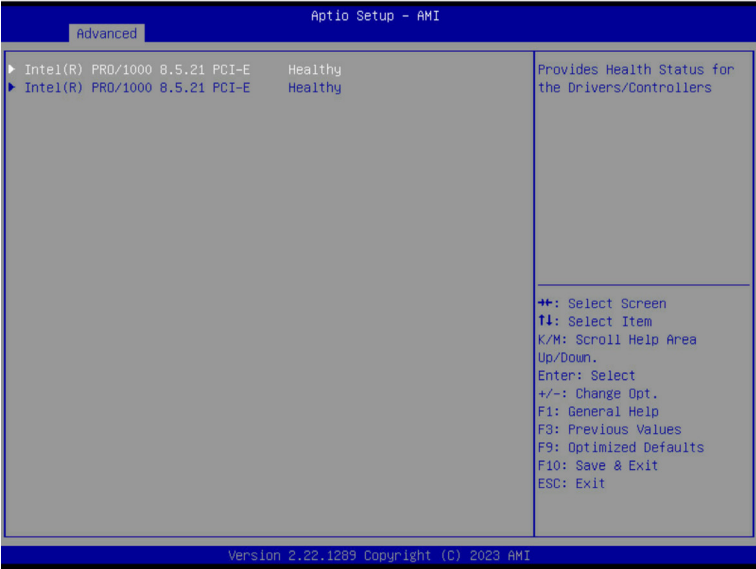 Aptio Setup – AMI
Advanced
Intel(R) PRO/1000 8.5.21 PCI-E Healthy
Intel(R) PRO/1000 8.5.21 PCI-E Healthy
Provides Health Status for
the Drivers/Controllers
→←: Select Screen
↑↓: Select Item
K/M: Scroll Help Area
Up/Down.
Enter: Select
+/-: Change Opt.
F1: General Help
F3: Previous Values
F9: Optimized Defaults
F10: Save & Exit
ESC: Exit
Version 2.22.1289 Copyright (C) 2023 AMI